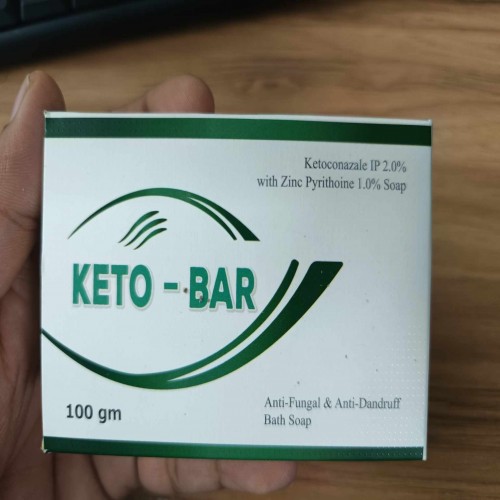 Ketoconazale IP 2.0%
with Zinc Pyrithoine 1.0% Soap
KETO - BAR
100 gm
Anti-Fungal & Anti-Dandruff
Bath Soap